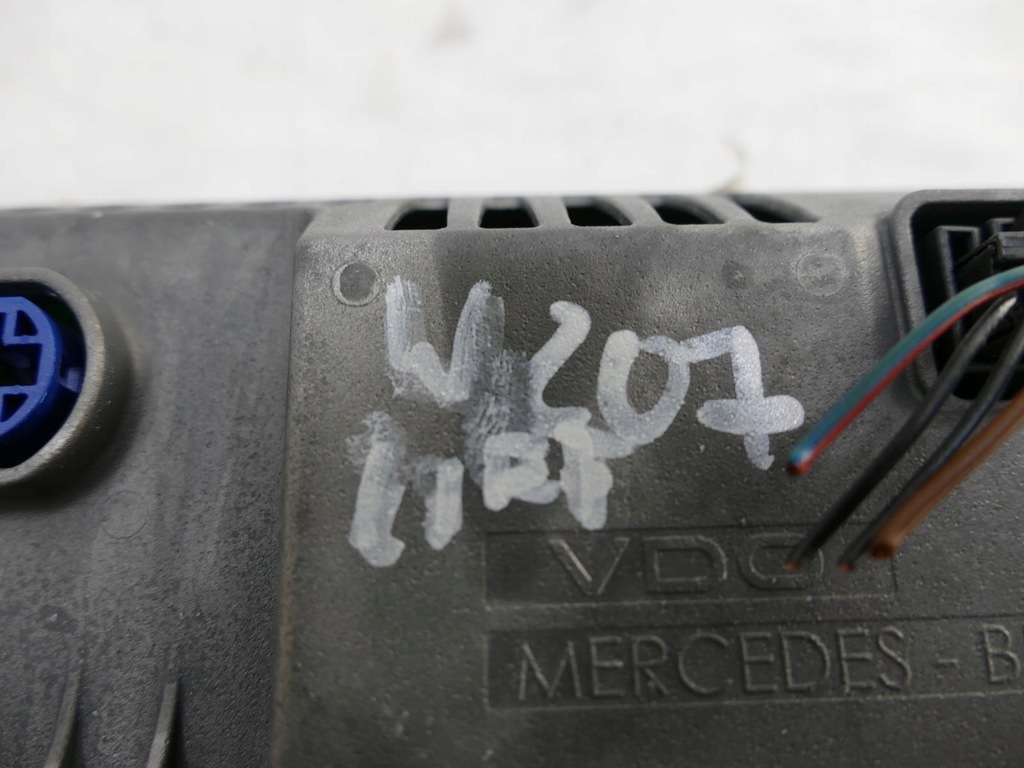 W207
VDO
MERCEDES - B